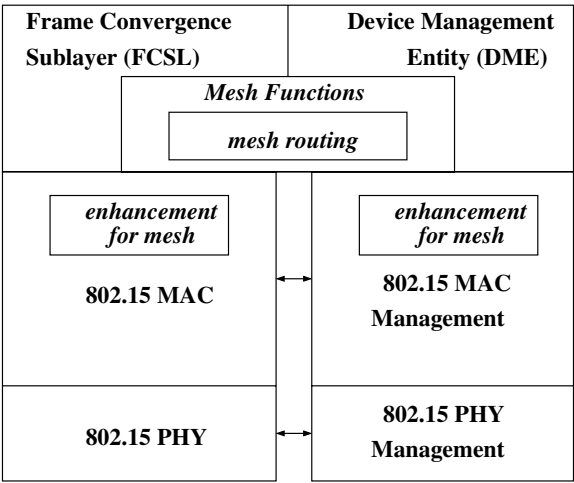 Frame Convergence
Sublayer (FCSL)
Device Management
Entity (DME)
Mesh Functions
mesh routing
enhancement
for mesh
802.15 MAC
enhancement
for mesh
802.15 MAC
Management
802.15 PHY
802.15 PHY
Management